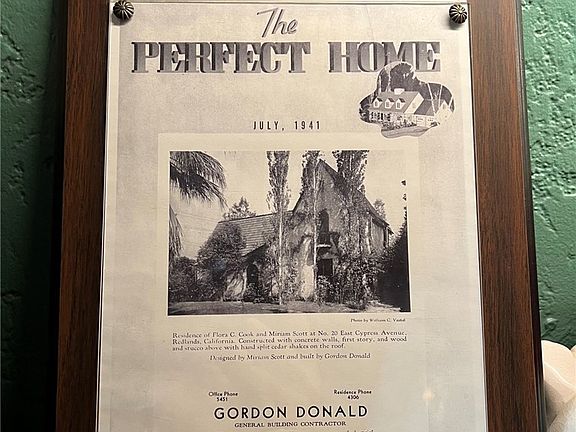 The
PERFECT HOME
JULY, 1941
Photo by William C. Vastal
Residence of Flora C. Cook and Miriam Scott at No. 20 East Cypress Avenue,
Redlands, California. Constructed with concrete walls, first story, and wood
and stucco above with hand split cedar shakes on the roof.
Designed by Miriam Scott and built by Gordon Donald
Office Phone Residence Phone
5451 4306
GORDON DONALD
GENERAL BUILDING CONTRACTOR